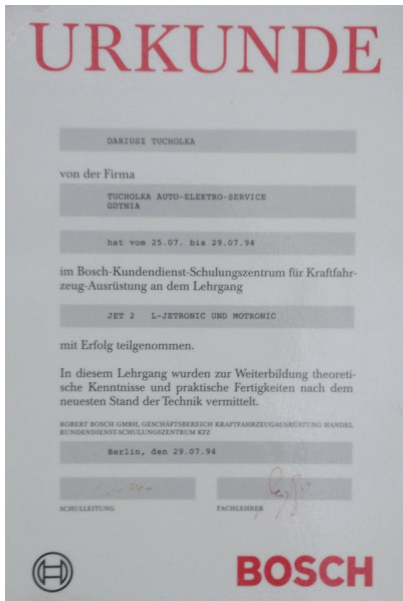 URKUNDE
DARIUSZ TUCHOLKA
von der Firma
TUCHOLKA AUTO-ELEKTRO-SERVICE
GDYNIA
hat vom 25.07. bis 29.07.94
im Bosch-Kundendienst-Schulungszentrum für Kraftfahr-
zeug-Ausrüstung an dem Lehrgang
JET 2 L-JETRONIC UND MOTRONIC
mit Erfolg teilgenommen.
In diesem Lehrgang wurden zur Weiterbildung theoreti-
sche Kenntnisse und praktische Fertigkeiten nach dem
neuesten Stand der Technik vermittelt.
ROBERT BOSCH GMBH, GESCHÄFTSBEREICH KRAFTFAHRZEUGAUSRÜSTUNG HANDEL
KUNDENDIENST-SCHULUNGSZENTRUM KFZ
Berlin, den 29.07.94
SCHULLEITUNG FACHLEHRER
BOSCH